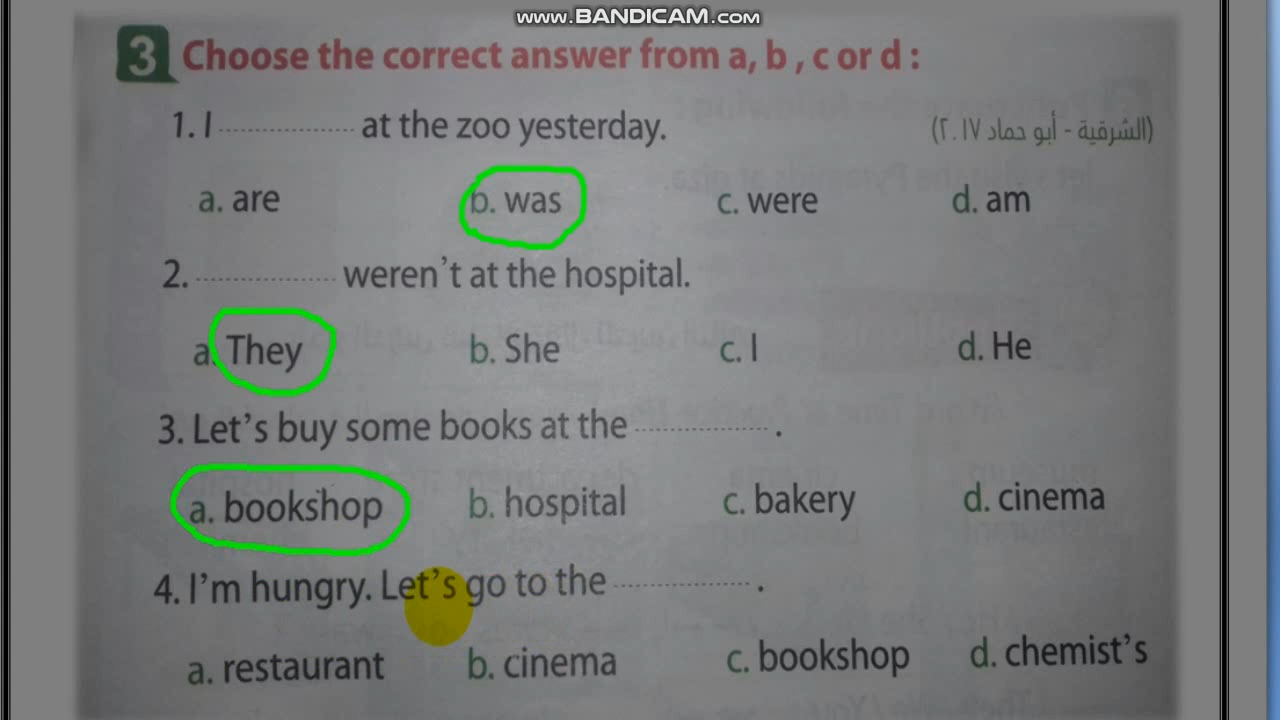 www.BANDICAM.com
3 Choose the correct answer from a, b , c or d :
1. I ............... at the zoo yesterday. (الشرقية - أبو حماد ٢٠١٧)
a. are b. was c. were d. am
2. ............... weren't at the hospital.
a. They b. She c. I d. He
3. Let's buy some books at the ............... .
a. bookshop b. hospital c. bakery d. cinema
4. I'm hungry. Let's go to the ............... .
a. restaurant b. cinema c. bookshop d. chemist's